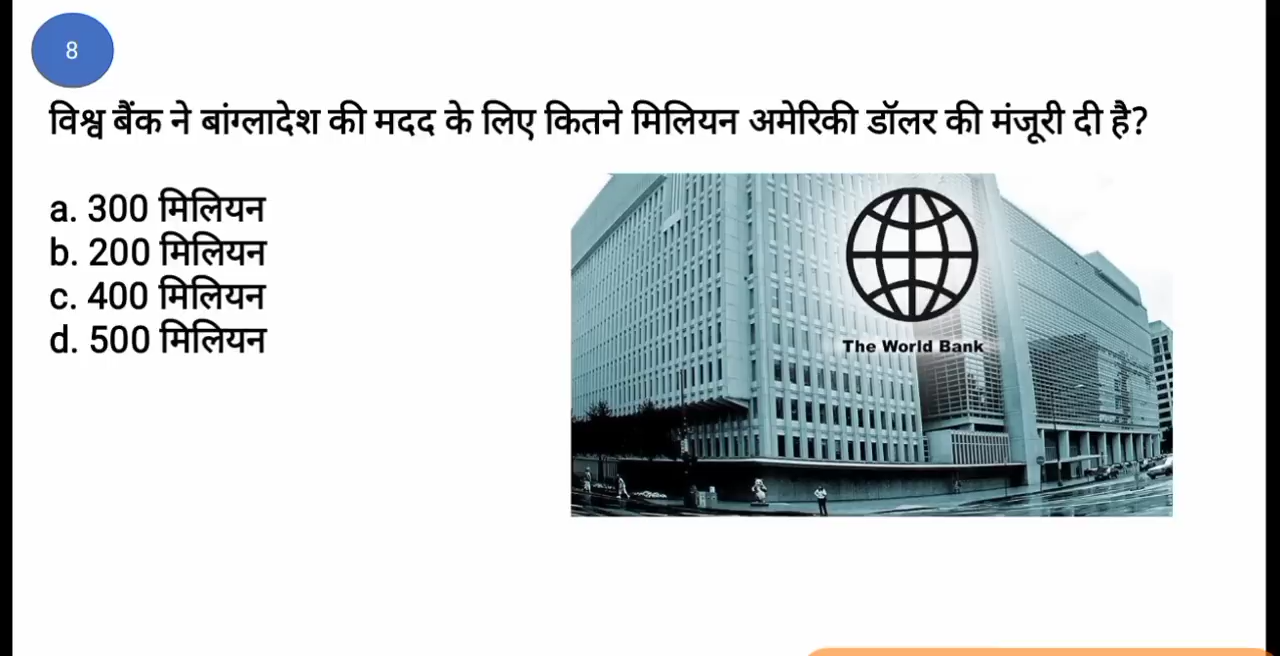 8
विश्व बैंक ने बांग्लादेश की मदद के लिए कितने मिलियन अमेरिकी डॉलर की मंजूरी दी है?
a. 300 मिलियन
b. 200 मिलियन
c. 400 मिलियन
d. 500 मिलियन
The World Bank